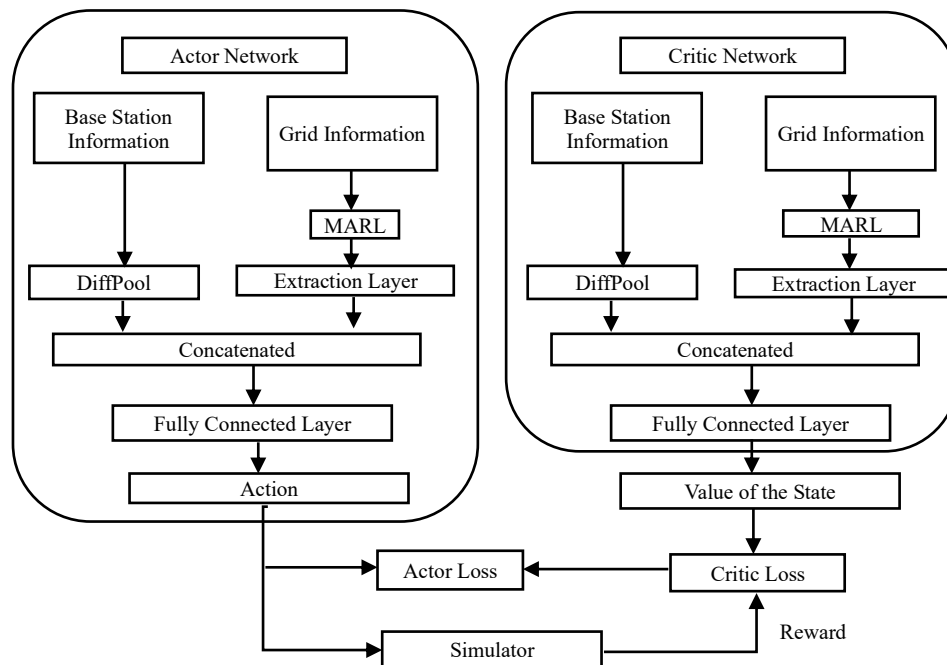 Actor Network
Base Station
Information
Grid Information
MARL
DiffPool
Extraction Layer
Concatenated
Fully Connected Layer
Action
Critic Network
Base Station
Information
Grid Information
MARL
DiffPool
Extraction Layer
Concatenated
Fully Connected Layer
Value of the State
Actor Loss
Critic Loss
Simulator
Reward